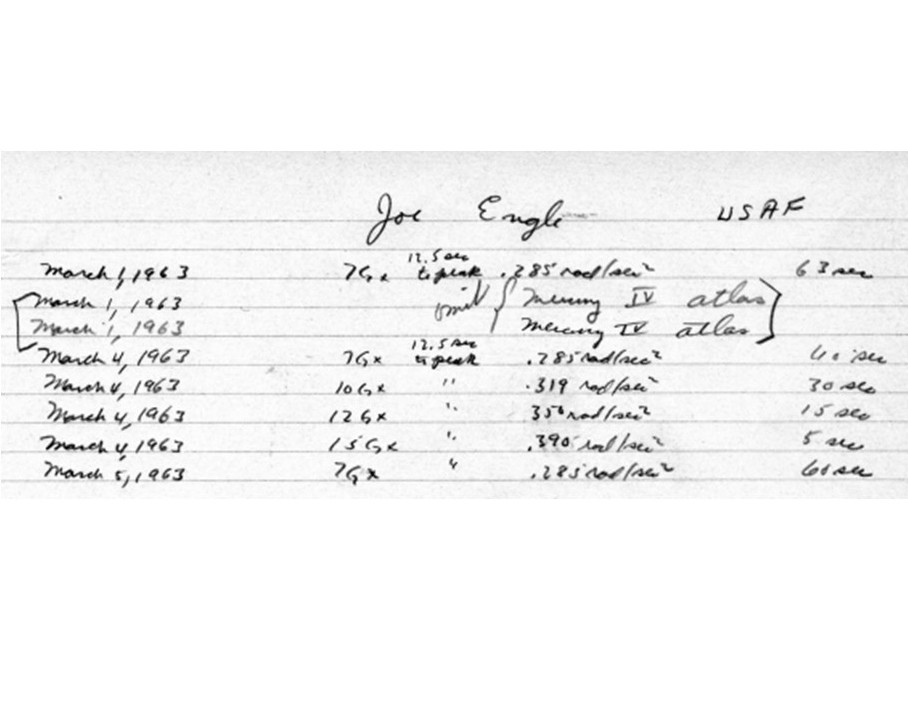 Joe Engle USAF
March 1, 1963 7Gx 12.5 sec to peak .285 rad/sec² 63 sec
[March 1, 1963 omit { Mercury IV atlas]
[March 1, 1963 Mercury IV atlas]
March 4, 1963 7Gx 12.5 sec to peak .285 rad/sec² sec
March 4, 1963 10Gx " .319 rad/sec² 30 sec
March 4, 1963 12Gx " 350 rad/sec² 15 sec
March 4, 1963 15Gx " .390 rad/sec² 5 sec
March 5, 1963 7Gx " .285 rad/sec² 60 sec